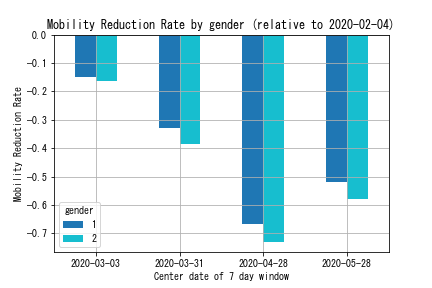 Mobility Reduction Rate by gender (relative to 2020-02-04)
0.0
-0.1
-0.2
-0.3
-0.4
-0.5
-0.6
-0.7
Mobility Reduction Rate
gender
1
2
2020-03-03 2020-03-31 2020-04-28 2020-05-28
Center date of 7 day window